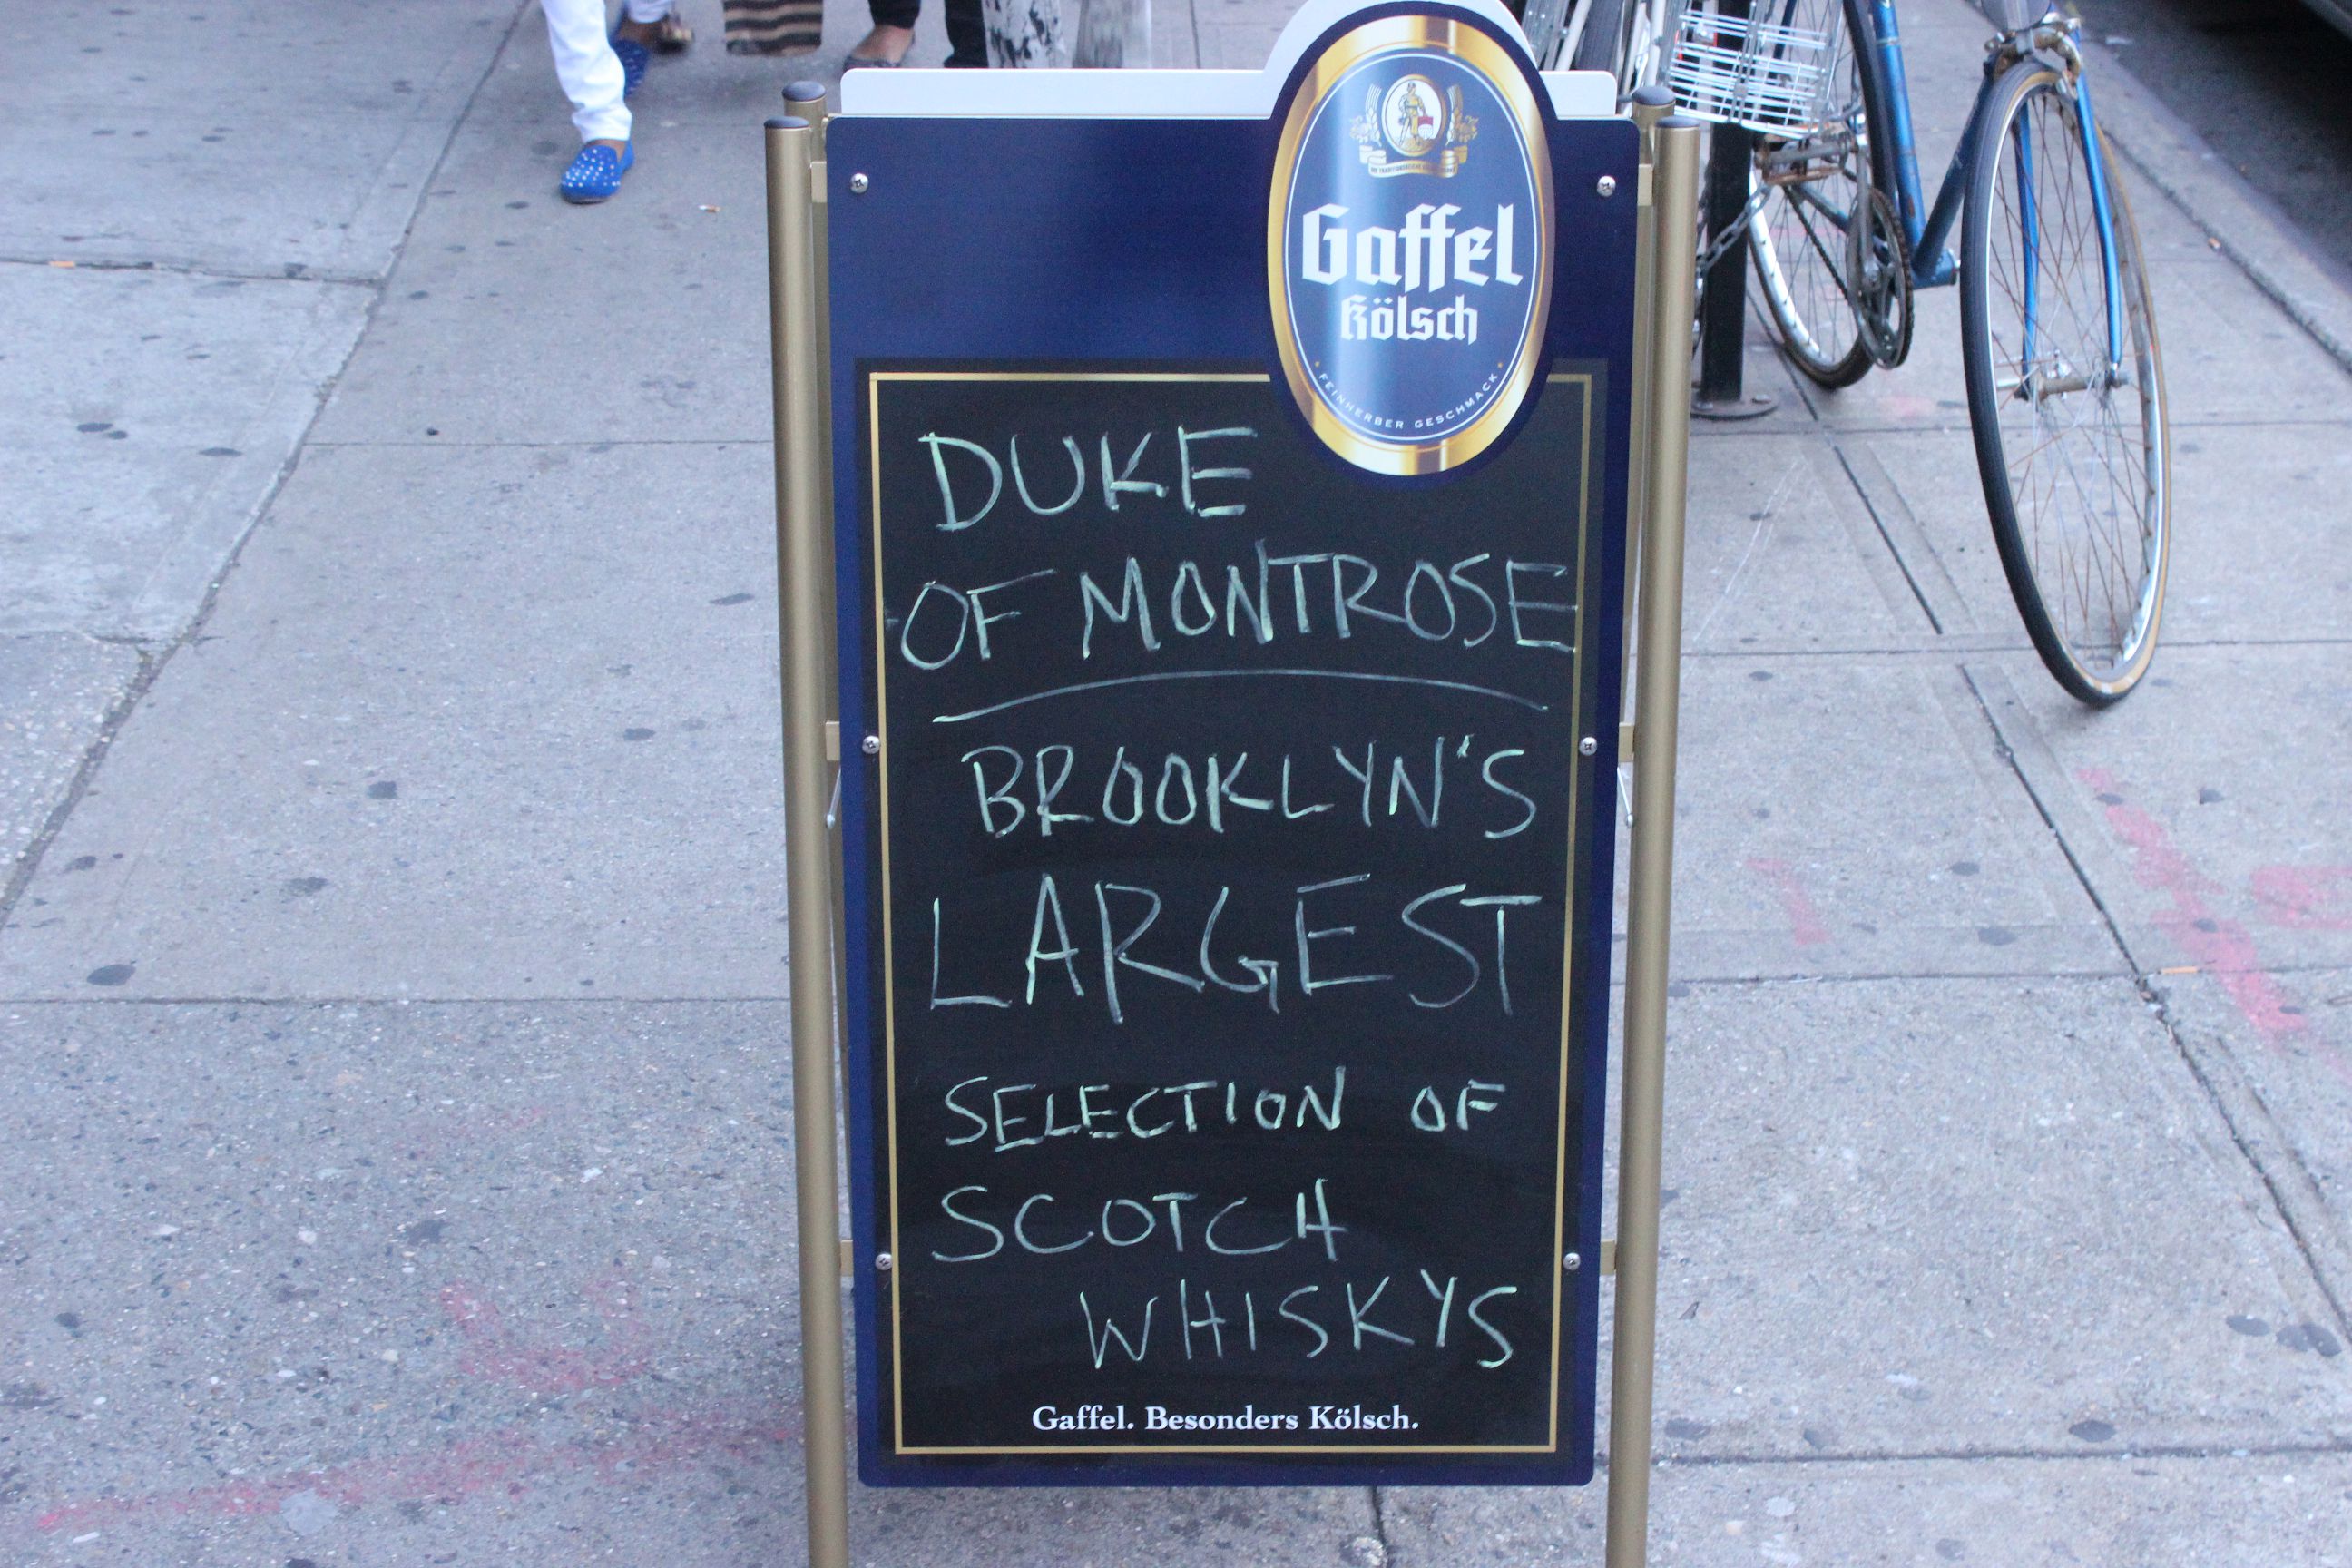 Gaffel
Kölsch
FEINHERBER GESCHMACK
DUKE
OF MONTROSE
BROOKLYN'S
LARGEST
SELECTION OF
SCOTCH
WHISKYS
Gaffel. Besonders Kölsch.